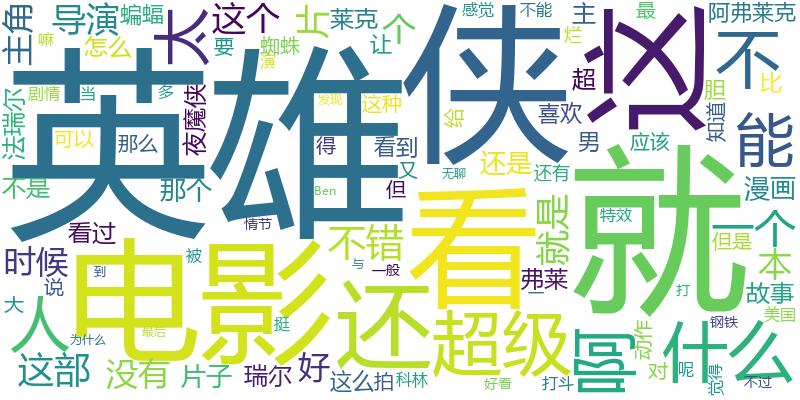 英雄
侠
这
就
电影
看
还
超级
什么
啊
不
能
太
人
不错
这部
没有
好
一个
本
就是
主角
导演
蝙蝠
这个
片
莱克
个
感觉
不能
主
最
阿弗莱克
嘛
怎么
要
蜘蛛
让
演
烂
超
胆
比
法瑞尔
剧情
当
多
夜魔侠
发现
这种
给
喜欢
知道
可以
那么
得
看到
还是
男
应该
不是
那个
又
但
无聊
还有
漫画
Ben
情节
特效
看过
但是
时候
说
被
到
与
一般
弗莱
一
打
故事
大
为什么
最后
挺
动作
钢铁
美国
片子
瑞尔
这么
拍
科林
好看
打斗
对
呢
觉得
不过